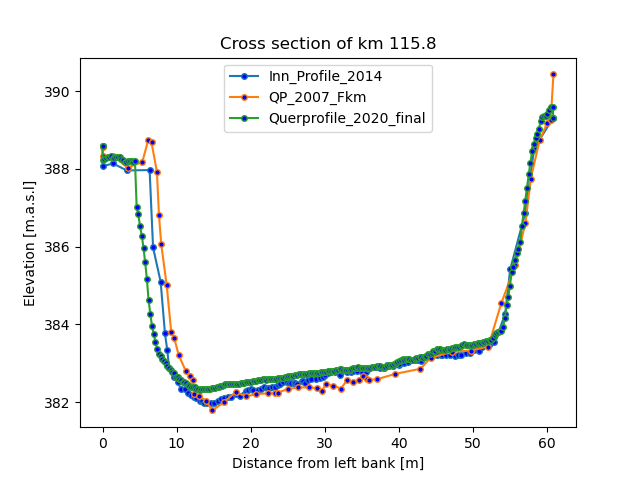 Cross section of km 115.8
Inn_Profile_2014
QP_2007_Fkm
Querprofile_2020_final
Elevation [m.a.s.l]
390
388
386
384
382
0 10 20 30 40 50 60
Distance from left bank [m]